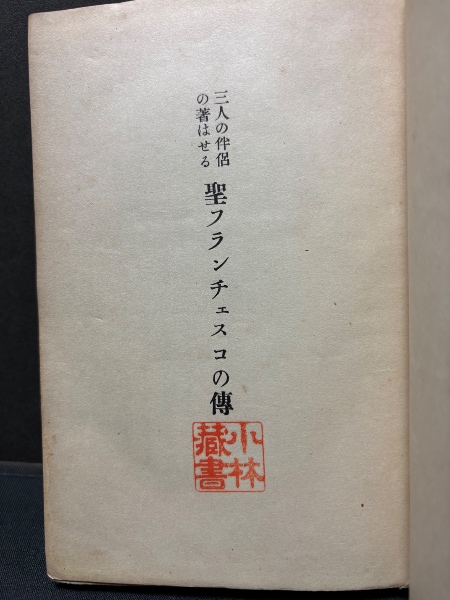 三人の伴侶
の著はせる
聖フランチェスコの傳
小林
藏書